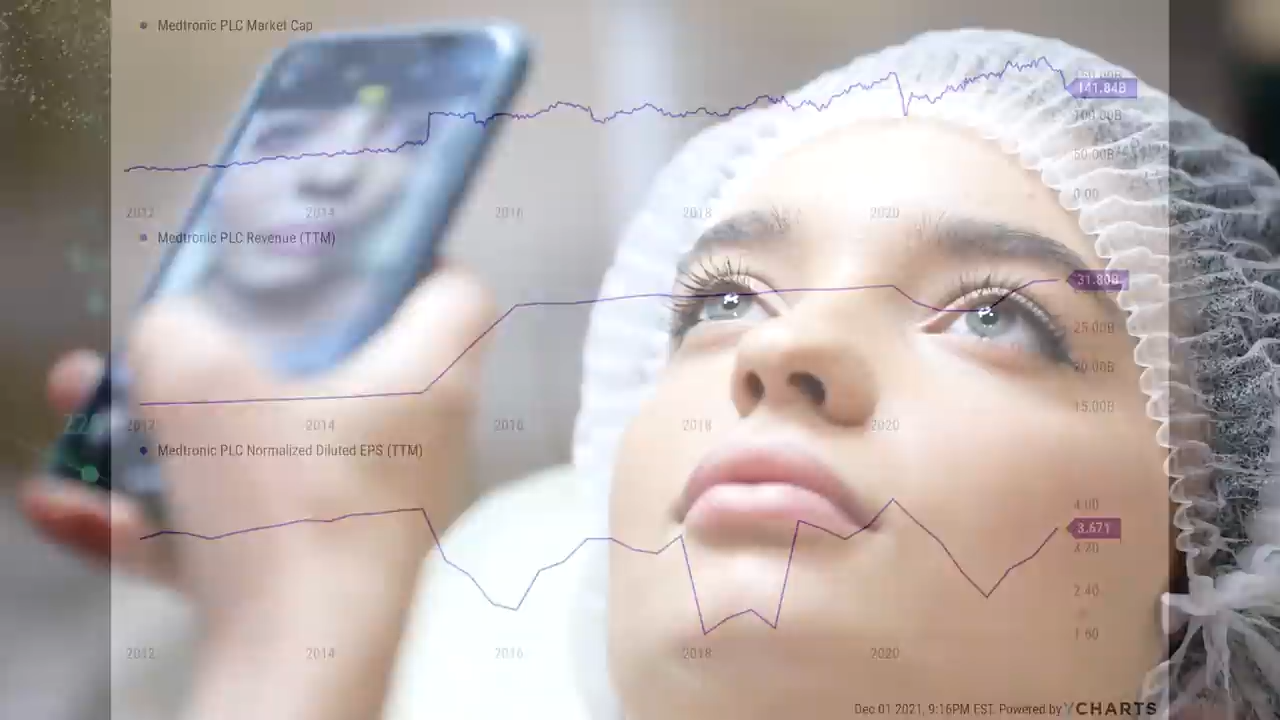 Medtronic PLC Market Cap
141.84B
100.00B
50.00B
0.00
2012 2014 2016 2018 2020
Medtronic PLC Revenue (TTM)
31.80B
25.00B
20.00B
15.00B
2012 2014 2016 2018 2020
Medtronic PLC Normalized Diluted EPS (TTM)
4.00
3.671
3.20
2.40
1.60
2012 2014 2016 2018 2020
Dec 01 2021, 9:16PM EST. Powered by YCHARTS